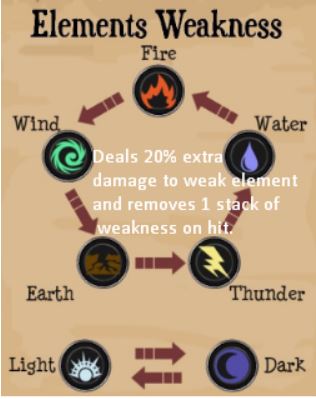 Elements Weakness
Fire
Wind
Water
Deals 20% extra
damage to weak element
and removes 1 stack of
weakness on hit.
Earth
Thunder
Light
Dark